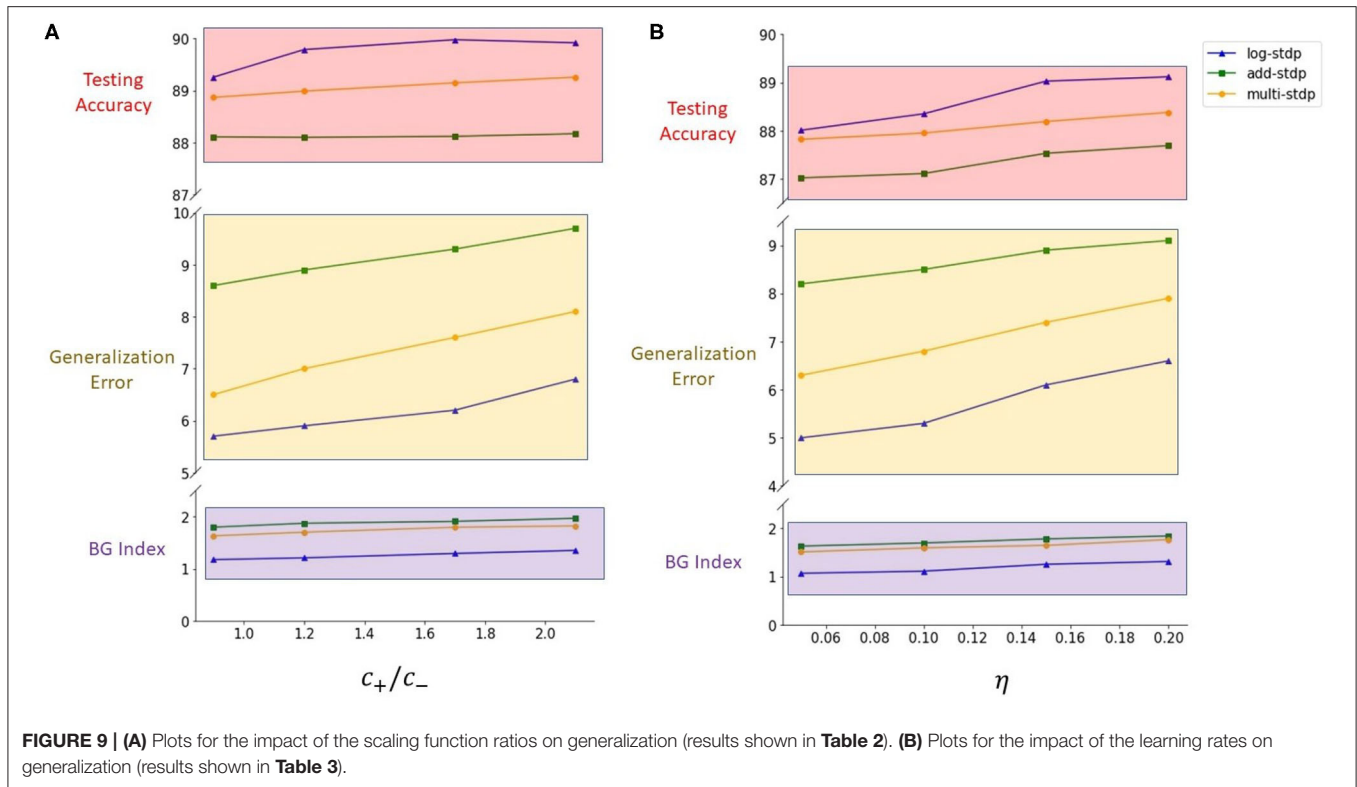 A
Testing
Accuracy
90
89
88
87
10
9
8
7
6
5
Generalization
Error
2
1
0
BG Index
1.0 1.2 1.4 1.6 1.8 2.0
c₊/c₋
B
Testing
Accuracy
90
89
88
87
9
8
7
6
5
4
Generalization
Error
2
1
0
BG Index
0.06 0.08 0.10 0.12 0.14 0.16 0.18 0.20
η
log-stdp
add-stdp
multi-stdp
FIGURE 9 | (A) Plots for the impact of the scaling function ratios on generalization (results shown in Table 2). (B) Plots for the impact of the learning rates on
generalization (results shown in Table 3).